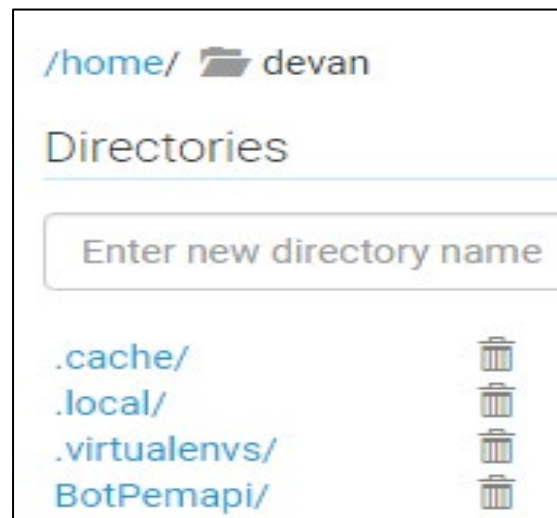 /home/ devan
Directories
Enter new directory name
.cache/
.local/
.virtualenvs/
BotPemapi/